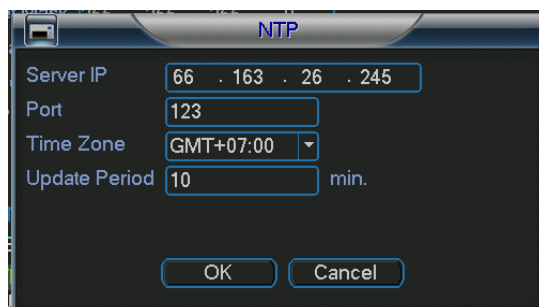 NTP
Server IP 66 . 163 . 26 . 245
Port 123
Time Zone GMT+07:00
Update Period 10 min.
OK Cancel